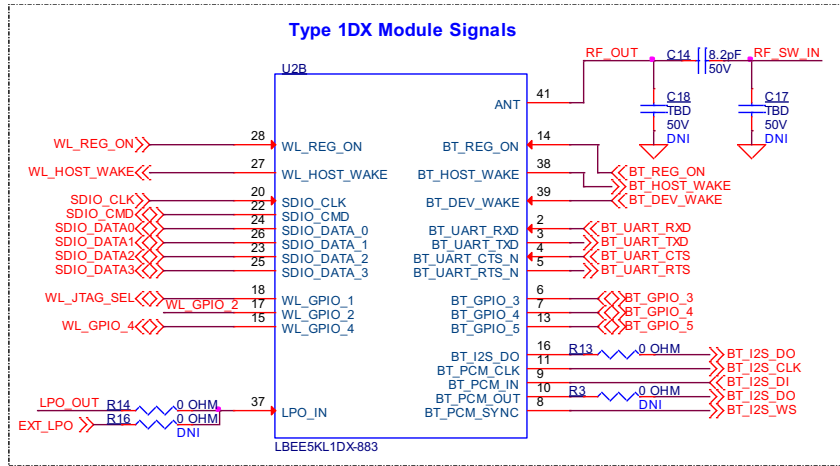 Type 1DX Module Signals
RF_OUT C14 8.2pF RF_SW_IN
50V
U2B
41
ANT
C18 C17
TBD TBD
50V 50V
DNI DNI
WL_REG_ON 28 WL_REG_ON BT_REG_ON 14
WL_HOST_WAKE 27 WL_HOST_WAKE BT_HOST_WAKE 38 BT_REG_ON
BT_HOST_WAKE
SDIO_CLK 20 SDIO_CLK BT_DEV_WAKE 39 BT_DEV_WAKE
SDIO_CMD 22 SDIO_CMD
SDIO_DATA0 24 SDIO_DATA_0 BT_UART_RXD 2 BT_UART_RXD
SDIO_DATA1 26 SDIO_DATA_1 BT_UART_TXD 3 BT_UART_TXD
SDIO_DATA2 23 SDIO_DATA_2 BT_UART_CTS_N 4 BT_UART_CTS
SDIO_DATA3 25 SDIO_DATA_3 BT_UART_RTS_N 5 BT_UART_RTS
WL_JTAG_SEL 18 WL_GPIO_1 BT_GPIO_3 6 BT_GPIO_3
WL_GPIO_2 17 WL_GPIO_2 BT_GPIO_4 7 BT_GPIO_4
WL_GPIO_4 15 WL_GPIO_4 BT_GPIO_5 13 BT_GPIO_5
BT_I2S_DO 16 R13 0 OHM BT_I2S_DO
BT_PCM_CLK 11 BT_I2S_CLK
BT_PCM_IN 9 BT_I2S_DI
BT_PCM_OUT 10 R3 0 OHM BT_I2S_DO
BT_PCM_SYNC 8 DNI BT_I2S_WS
LPO_OUT R14 0 OHM 37 LPO_IN
EXT_LPO R16 0 OHM
DNI
LBEE5KL1DX-883